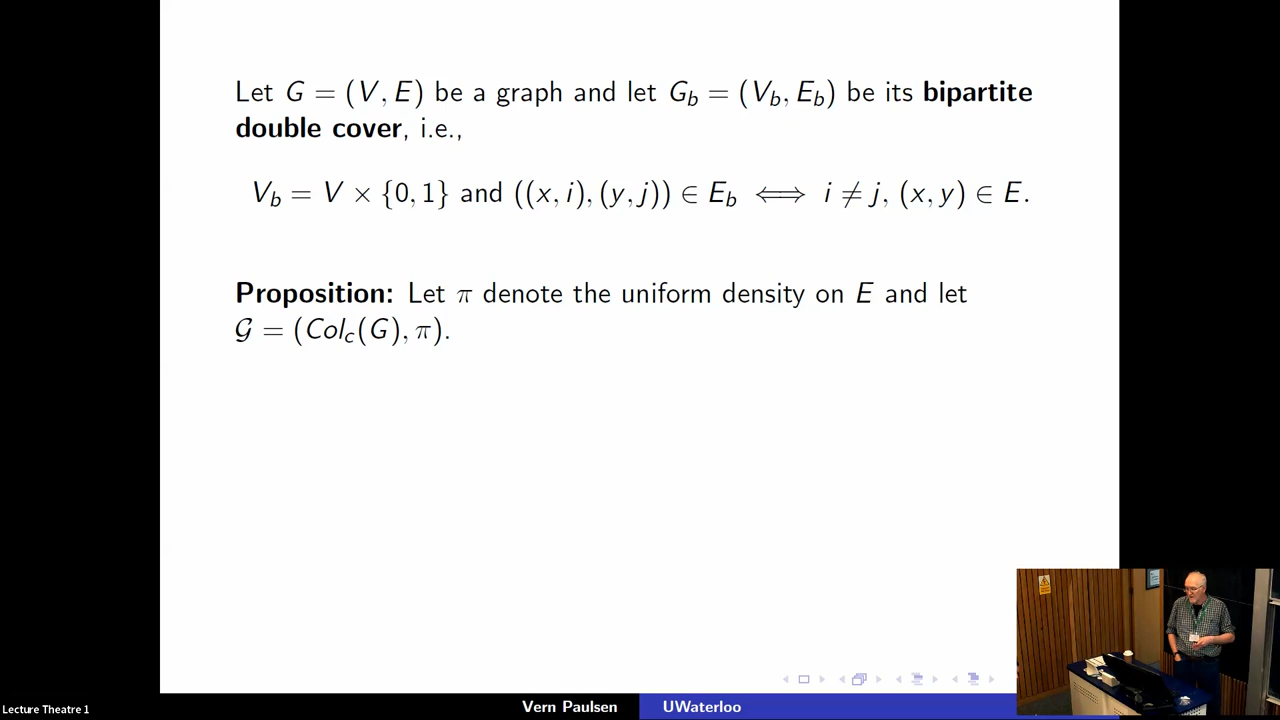 Let G = (V, E) be a graph and let G_b = (V_b, E_b) be its bipartite
double cover, i.e.,
V_b = V × {0, 1} and ((x, i), (y, j)) ∈ E_b ⟺ i ≠ j, (x, y) ∈ E.
Proposition: Let π denote the uniform density on E and let
𝒢 = (Col_c(G), π).
Lecture Theatre 1
Vern Paulsen
UWaterloo